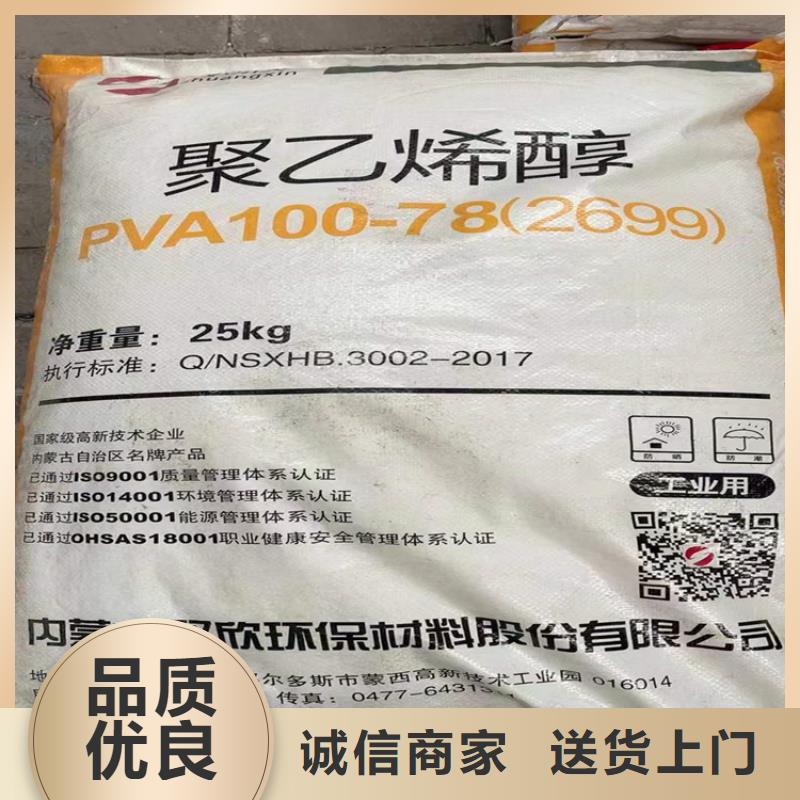 huangxin
聚乙烯醇
PVA100-78(2699)
净重量: 25kg
执行标准: Q/NSXHB.3002-2017
国家级高新技术企业
内蒙古自治区名牌产品
已通过ISO9001质量管理体系认证
已通过ISO14001环境管理体系认证
已通过ISO50001能源管理体系认证
已通过OHSAS18001职业健康安全管理体系认证
防晒 防潮
工业用
内蒙 欣环保材料股份有限公司
地 尔多斯市蒙西高新技术工业园 016014
传真: 0477-6431
品质
优良
诚信商家 送货上门